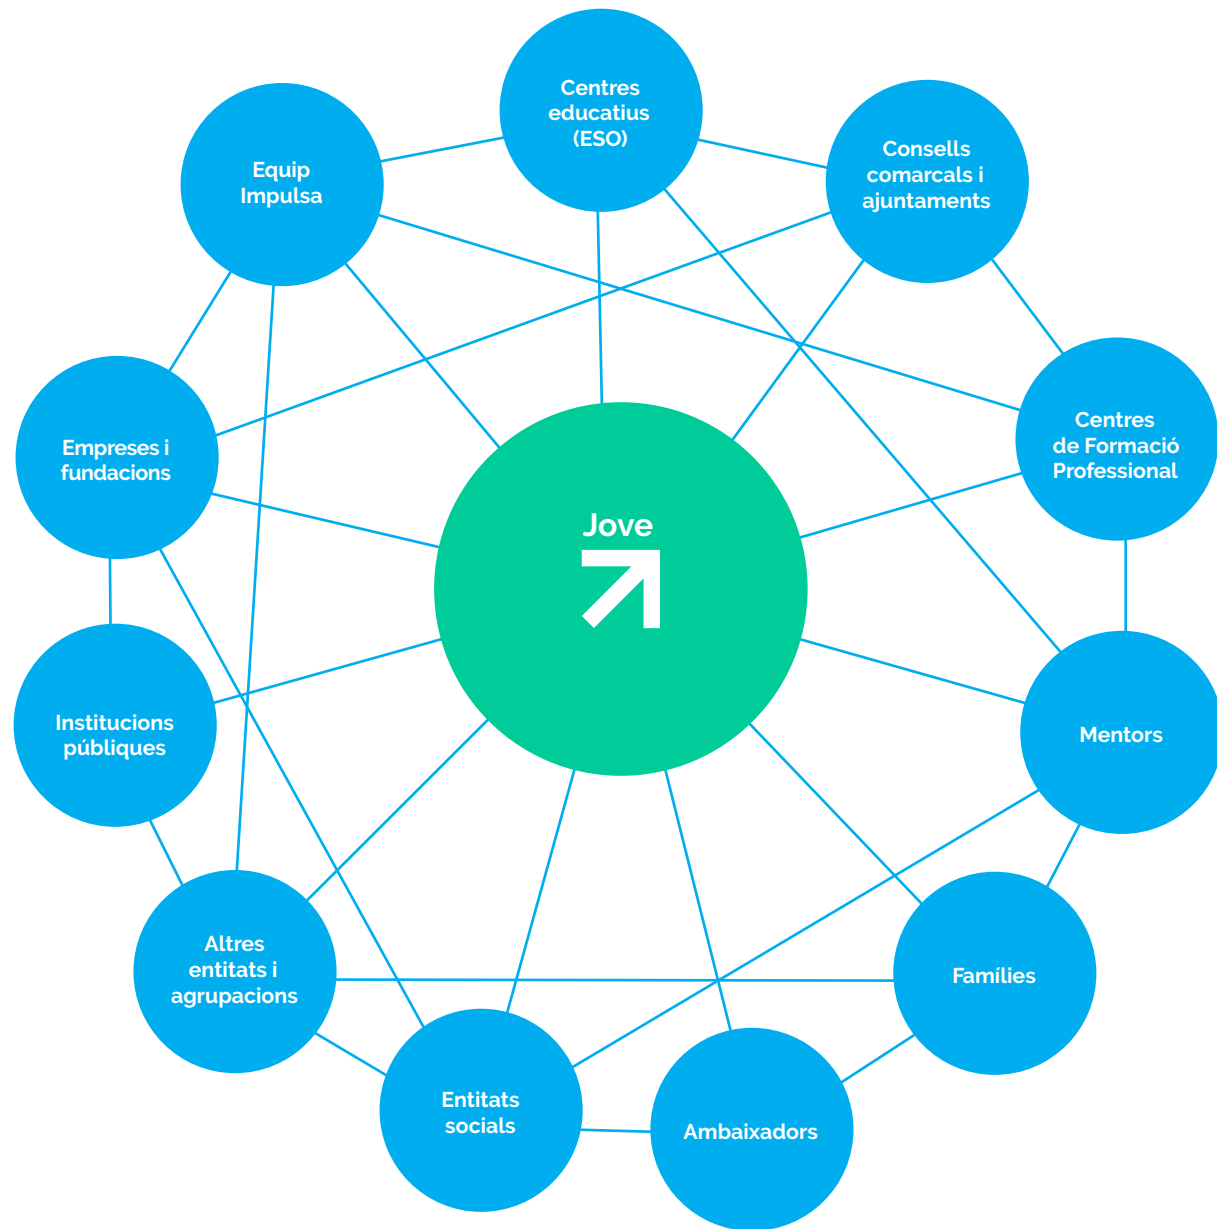 Centres
educatius
(ESO)
Consells
comarcals i
ajuntaments
Equip
Impulsa
Centres
de Formació
Professional
Empreses i
fundacions
Jove
Institucions
públiques
Mentors
Altres
entitats i
agrupacions
Famílies
Entitats
socials
Ambaixadors